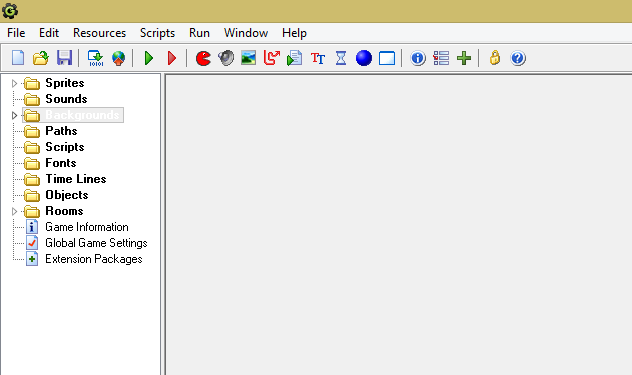 File Edit Resources Scripts Run Window Help
Sprites
Sounds
Backgrounds
Paths
Scripts
Fonts
Time Lines
Objects
Rooms
Game Information
Global Game Settings
Extension Packages